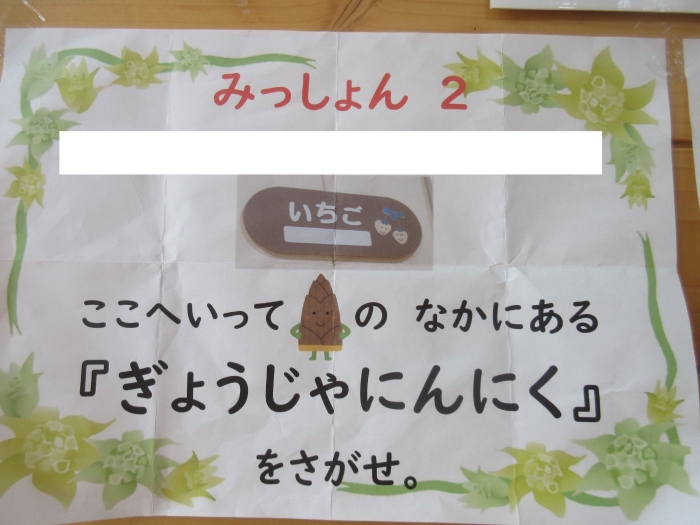 みっしょん 2
いちご
ここへいって の なかにある
『ぎょうじゃにんにく』
をさがせ。